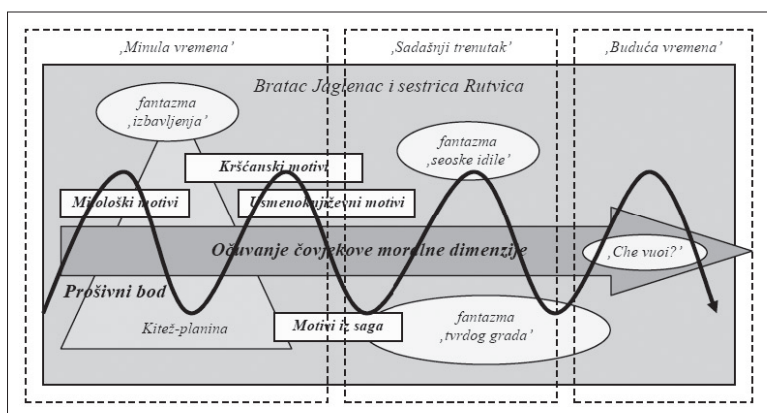 ‚Minula vremena’
‚Sadašnji trenutak’
‚Buduća vremena’
Bratac Jaglenac i sestrica Rutvica
fantazma
‚izbavljenja’
fantazma
‚seoske idile’
Kršćanski motivi
Mitološki motivi
Usmenoknjiževni motivi
Očuvanje čovjekove moralne dimenzije
‚Che vuoi?’
Prošivni bod
Kitež-planina
Motivi iz saga
fantazma
‚tvrdog grada’